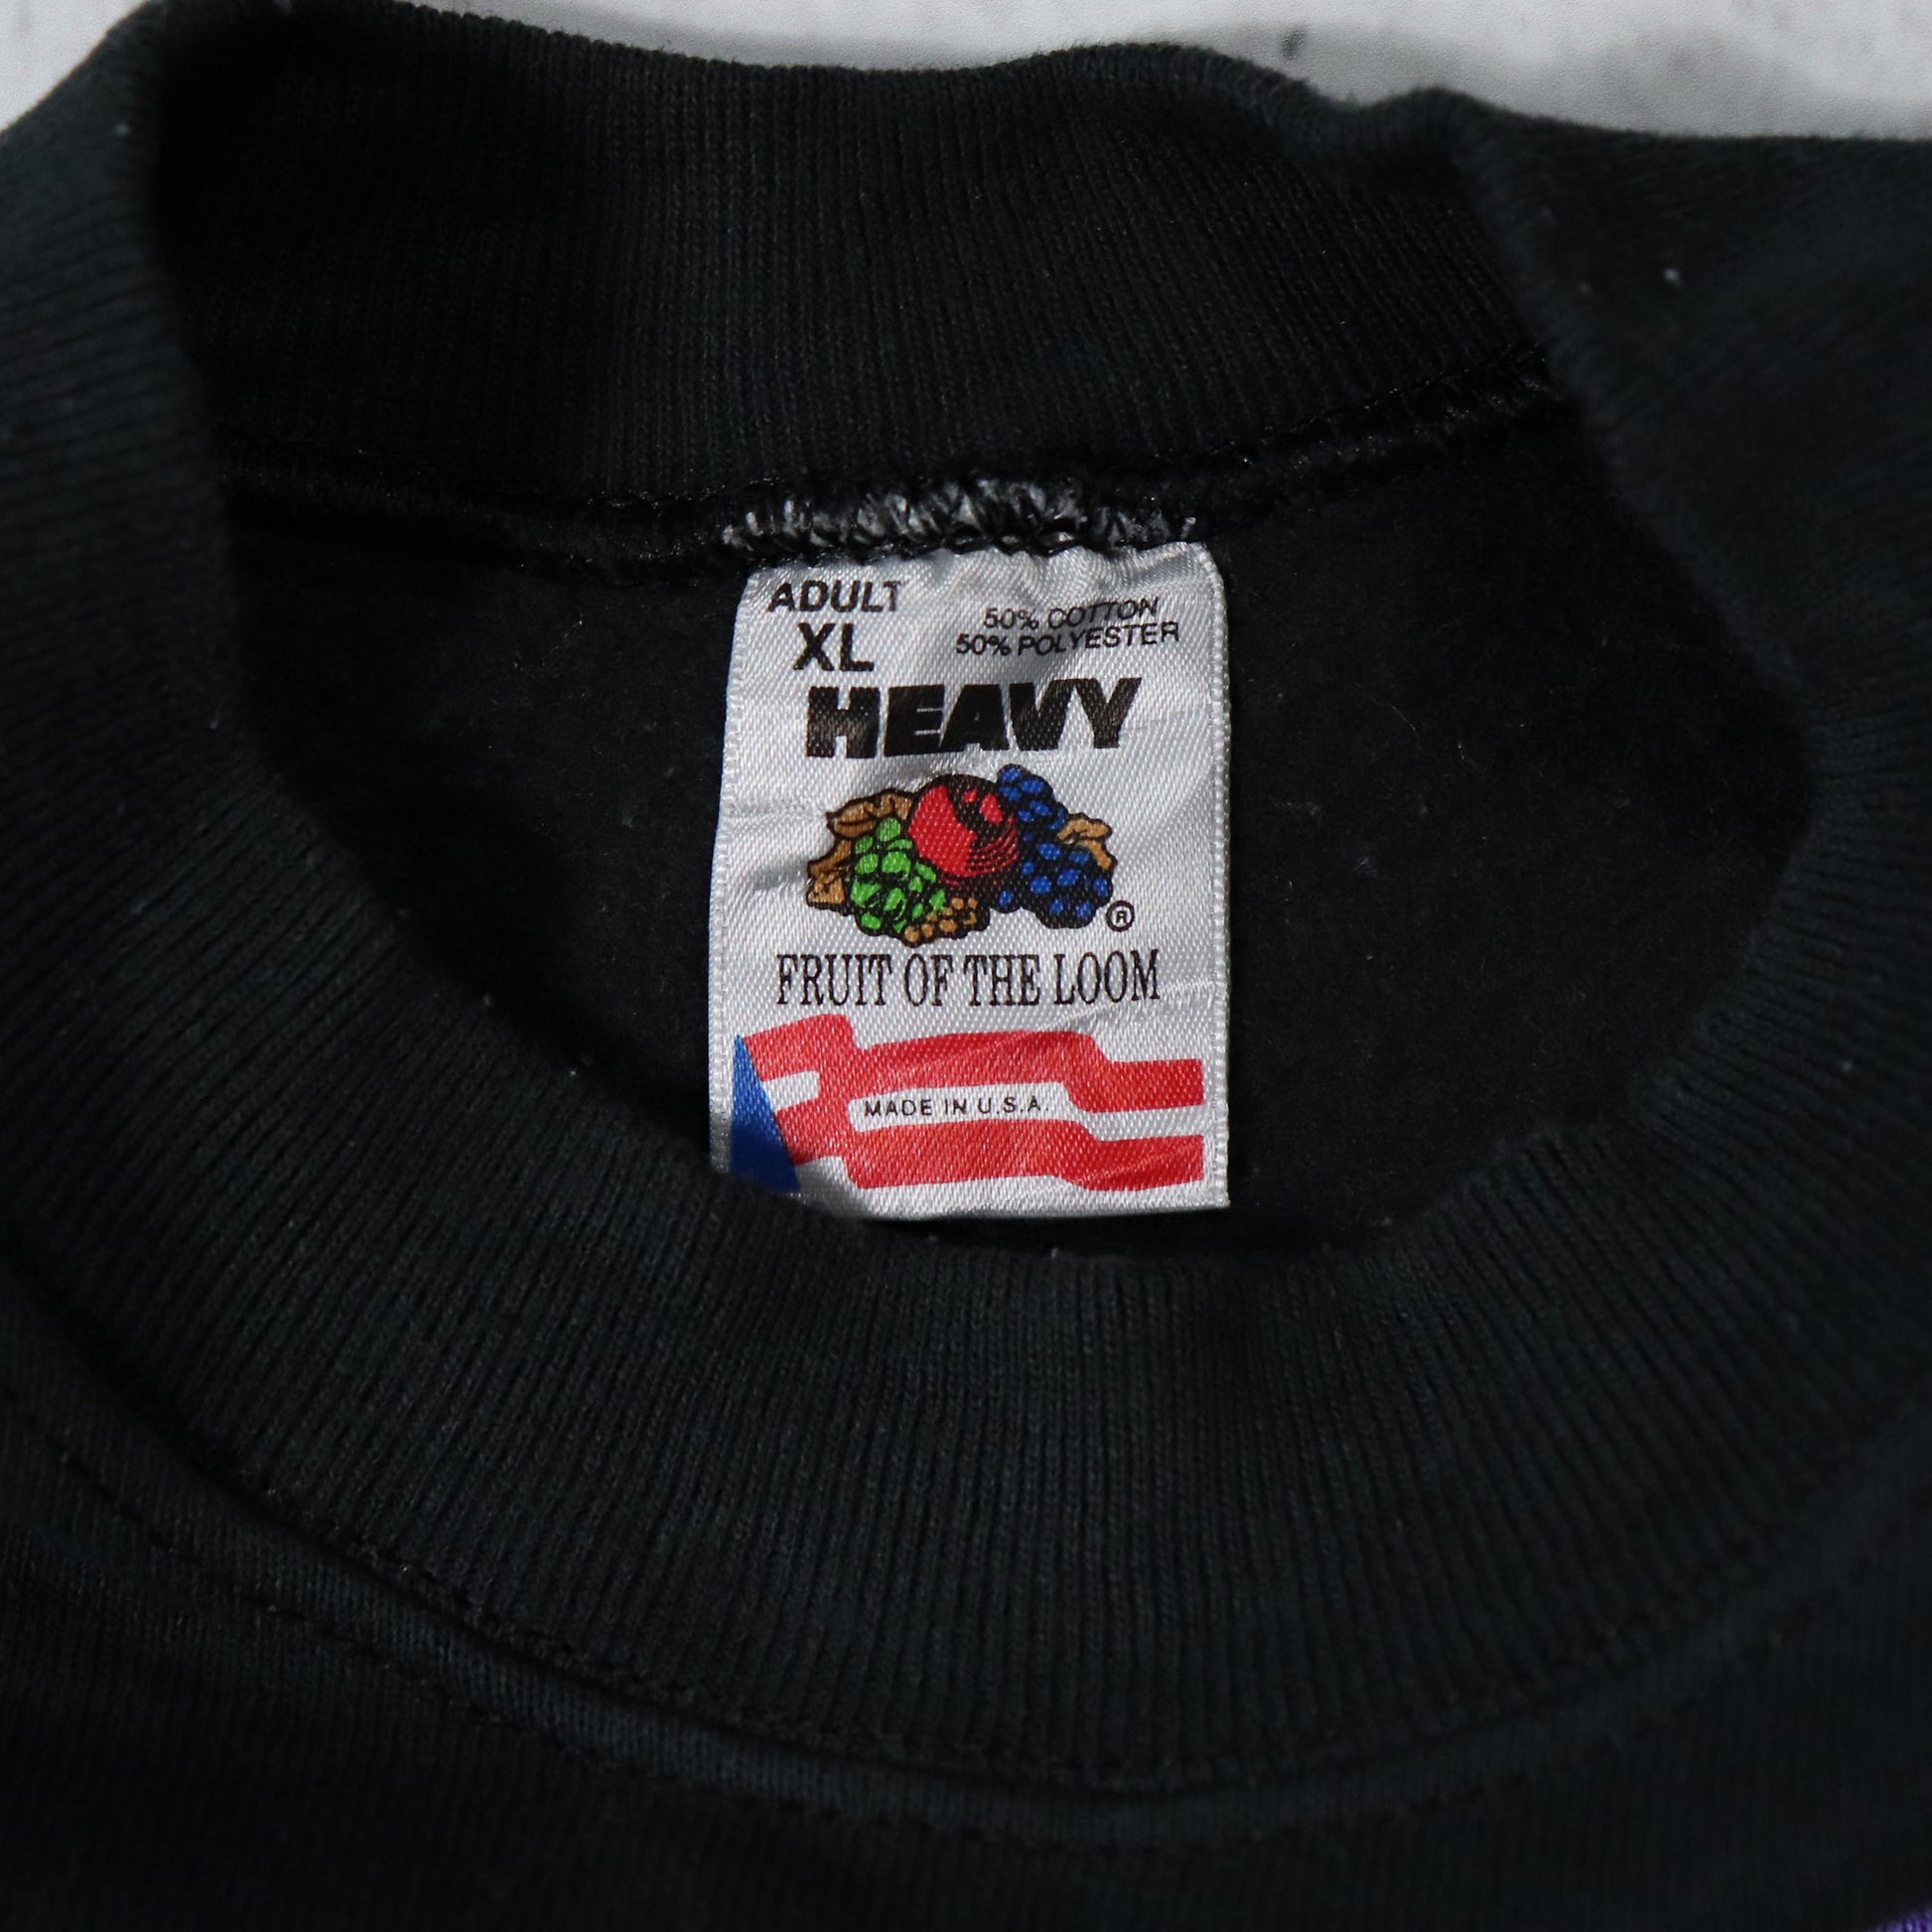 ADULT
XL
50% COTTON
50% POLYESTER
HEAVY
®
FRUIT OF THE LOOM
MADE IN U.S.A.